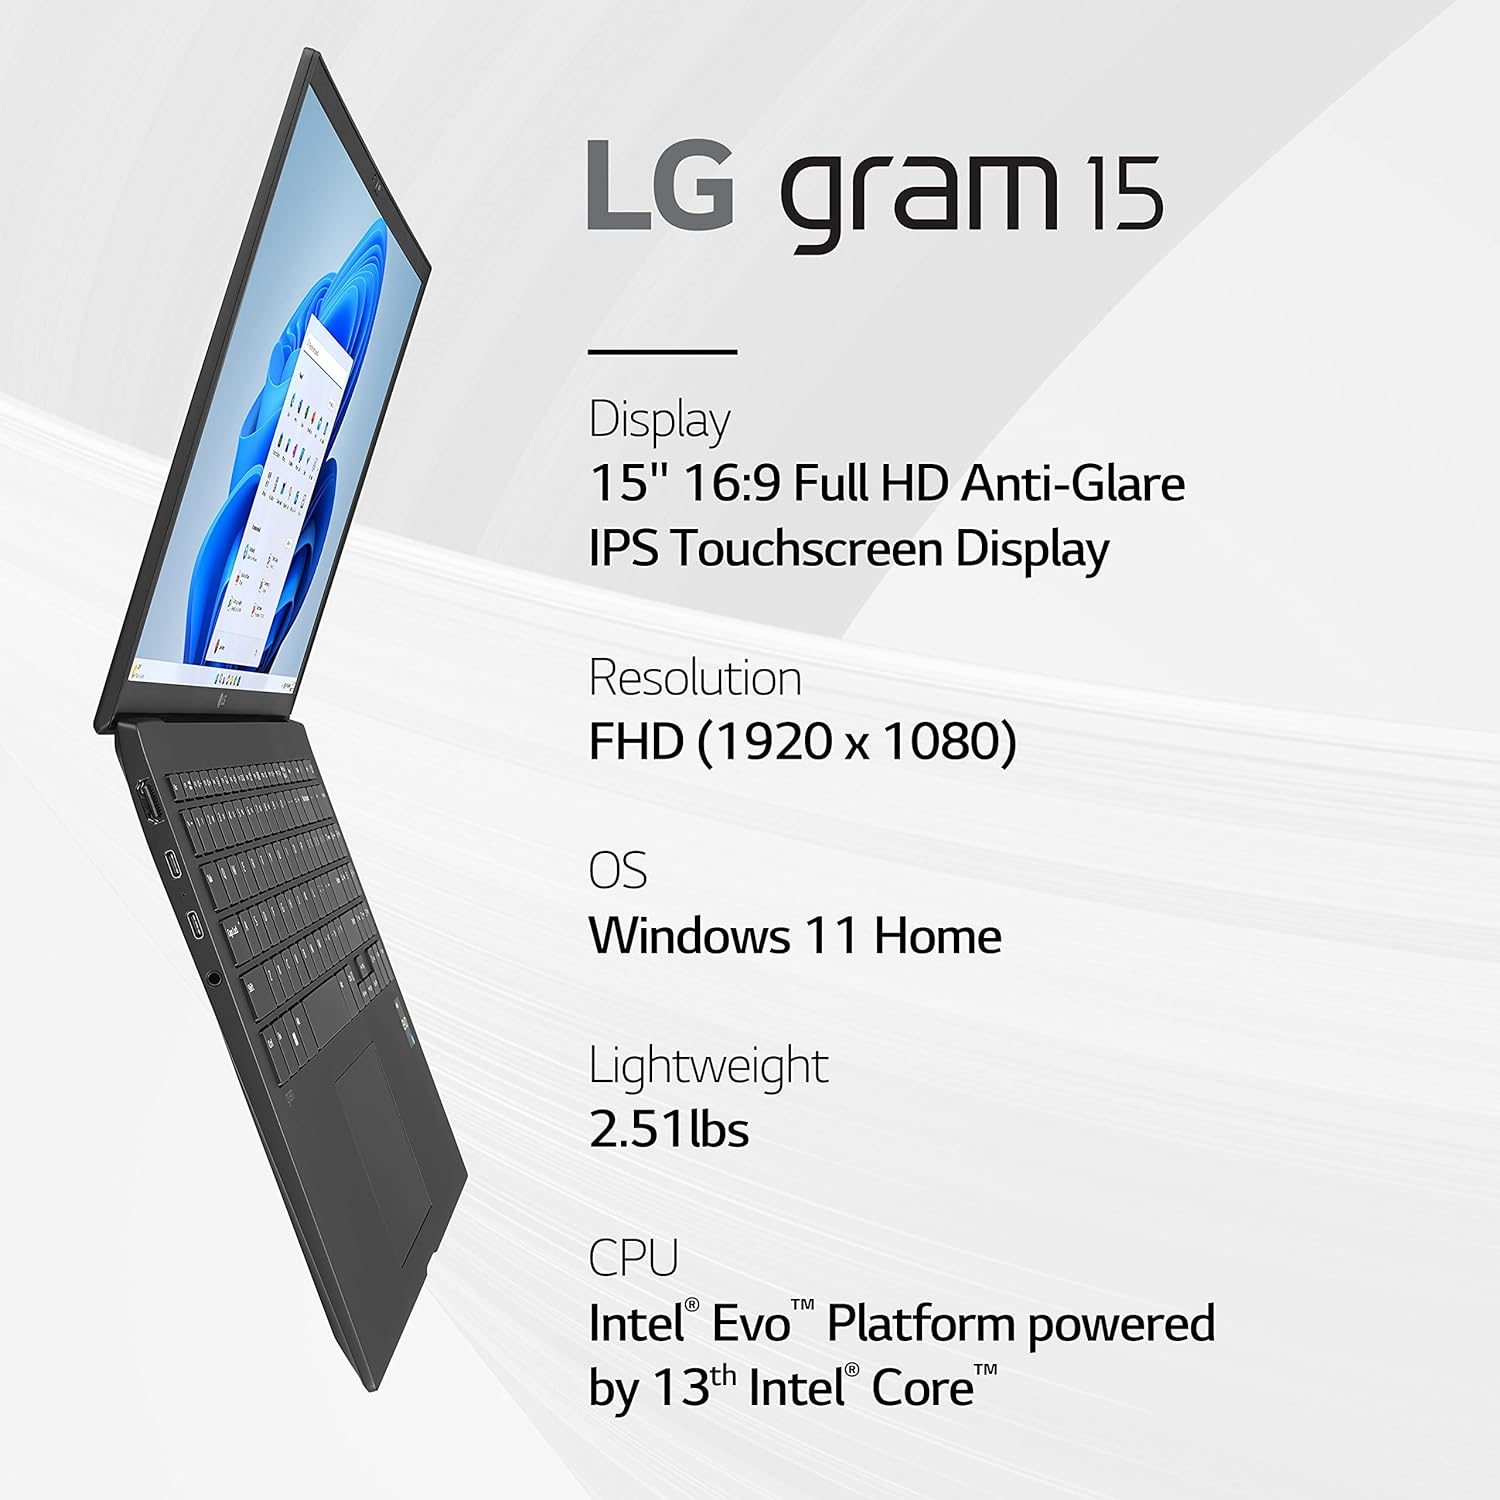 LG gram 15
Display
15" 16:9 Full HD Anti-Glare
IPS Touchscreen Display
Resolution
FHD (1920 x 1080)
OS
Windows 11 Home
Lightweight
2.51lbs
CPU
Intel® Evo™ Platform powered
by 13th Intel® Core™